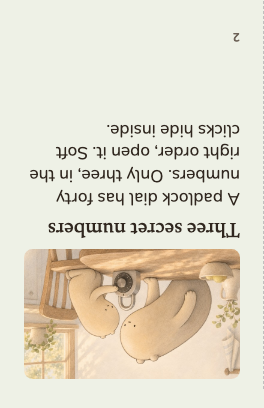 Three secret numbers
A padlock dial has forty
numbers. Only three, in the
right order, open it. Soft
clicks hide inside.
2